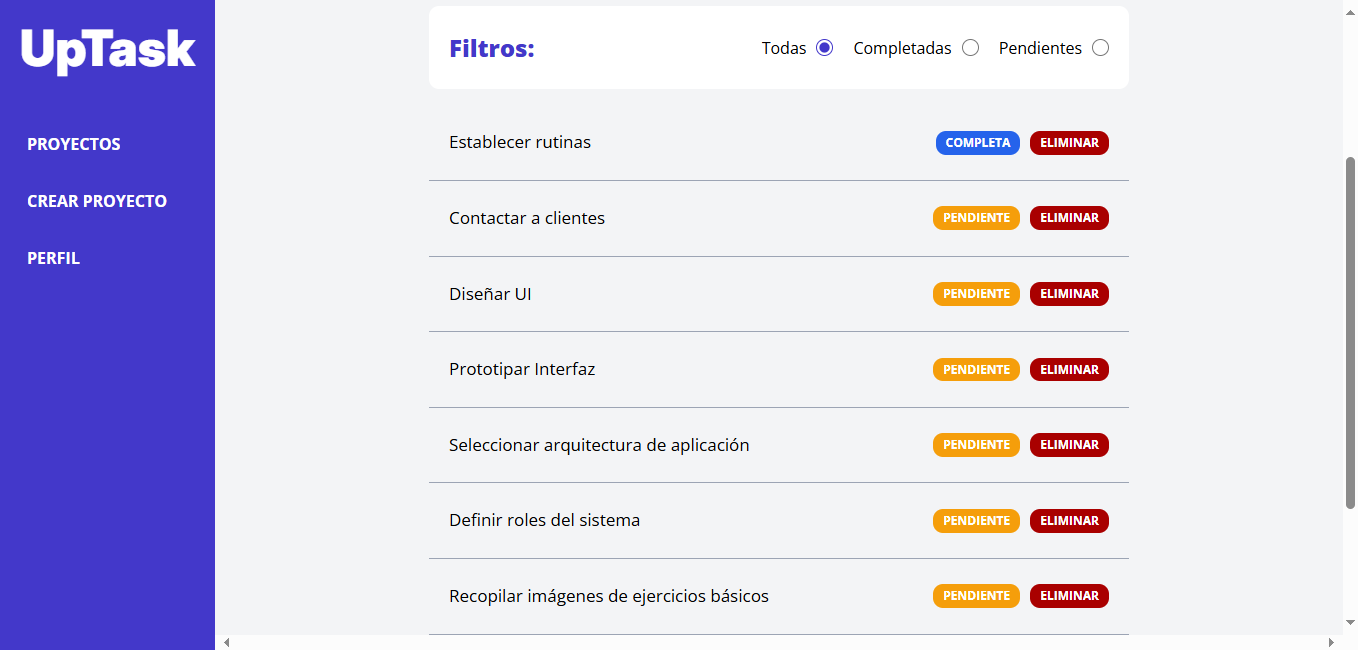 UpTask
PROYECTOS
CREAR PROYECTO
PERFIL
Filtros:
Todas Completadas Pendientes
Establecer rutinas COMPLETA ELIMINAR
Contactar a clientes PENDIENTE ELIMINAR
Diseñar UI PENDIENTE ELIMINAR
Prototipar Interfaz PENDIENTE ELIMINAR
Seleccionar arquitectura de aplicación PENDIENTE ELIMINAR
Definir roles del sistema PENDIENTE ELIMINAR
Recopilar imágenes de ejercicios básicos PENDIENTE ELIMINAR